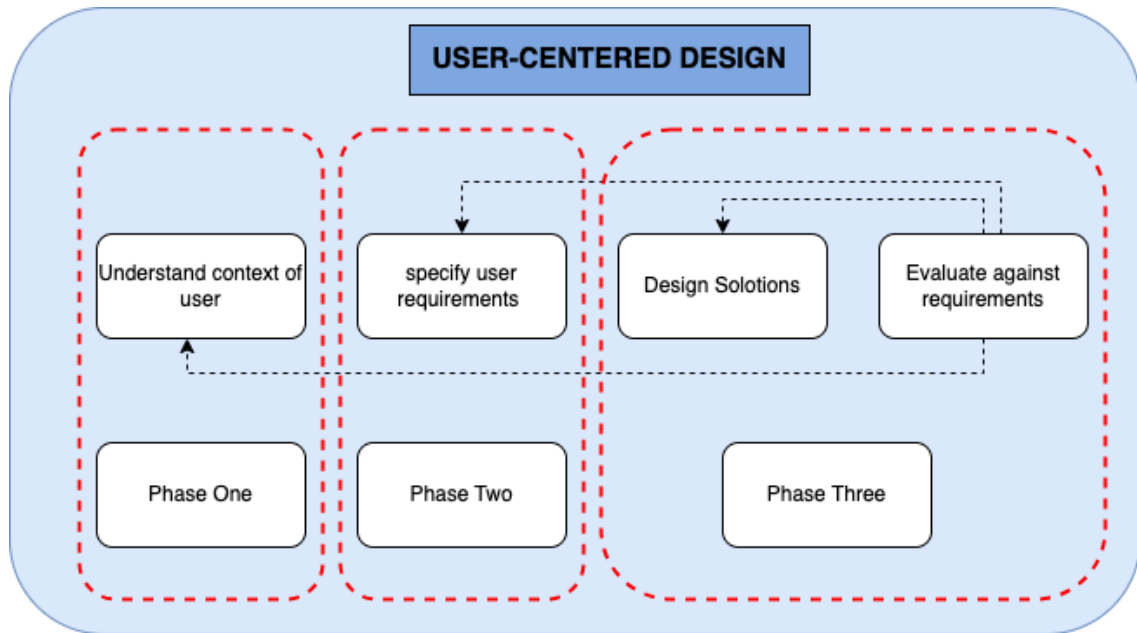 USER-CENTERED DESIGN
Understand context of
user
specify user
requirements
Design Solotions
Evaluate against
requirements
Phase One
Phase Two
Phase Three